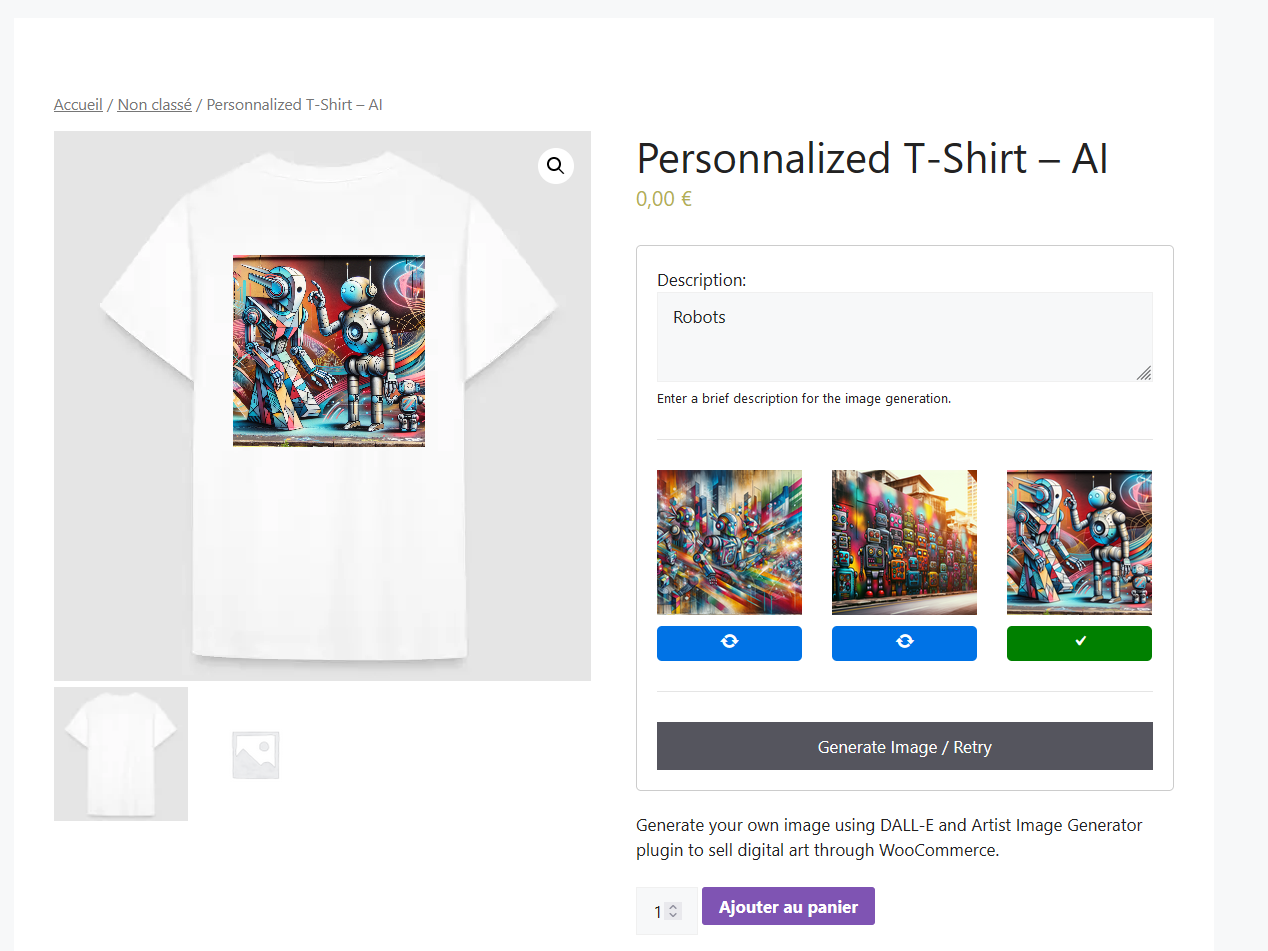 Accueil / Non classé / Personnalized T-Shirt – AI
Personnalized T-Shirt – AI
0,00 €
Description:
Robots
Enter a brief description for the image generation.
Generate Image / Retry
Generate your own image using DALL-E and Artist Image Generator
plugin to sell digital art through WooCommerce.
1
Ajouter au panier